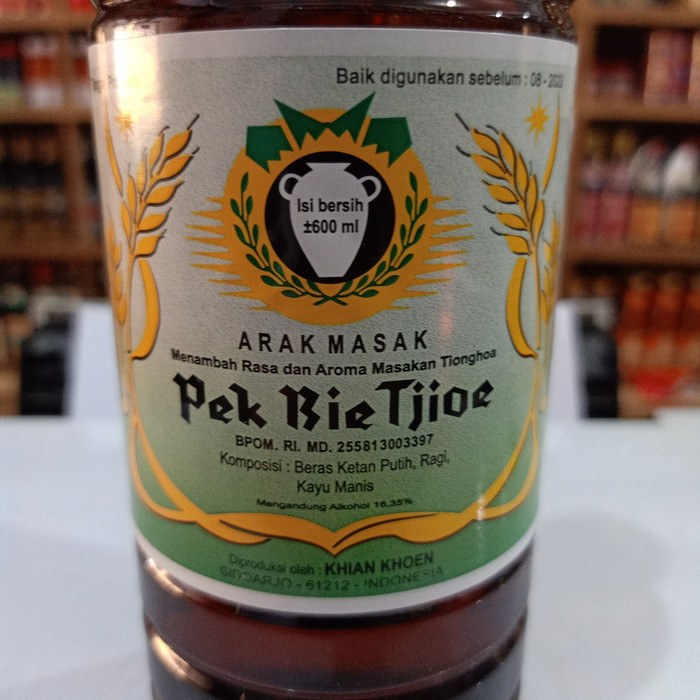 Baik digunakan sebelum : 08 - 2023
Isi bersih
±600 ml
ARAK MASAK
Menambah Rasa dan Aroma Masakan Tionghoa
Pek Bie Tjioe
BPOM. RI. MD. 255813003397
Komposisi : Beras Ketan Putih, Ragi,
Kayu Manis
Mengandung Alkohol 16,35%
Diproduksi oleh : KHIAN KHOEN
SIDOARJO - 61212 - INDONESIA